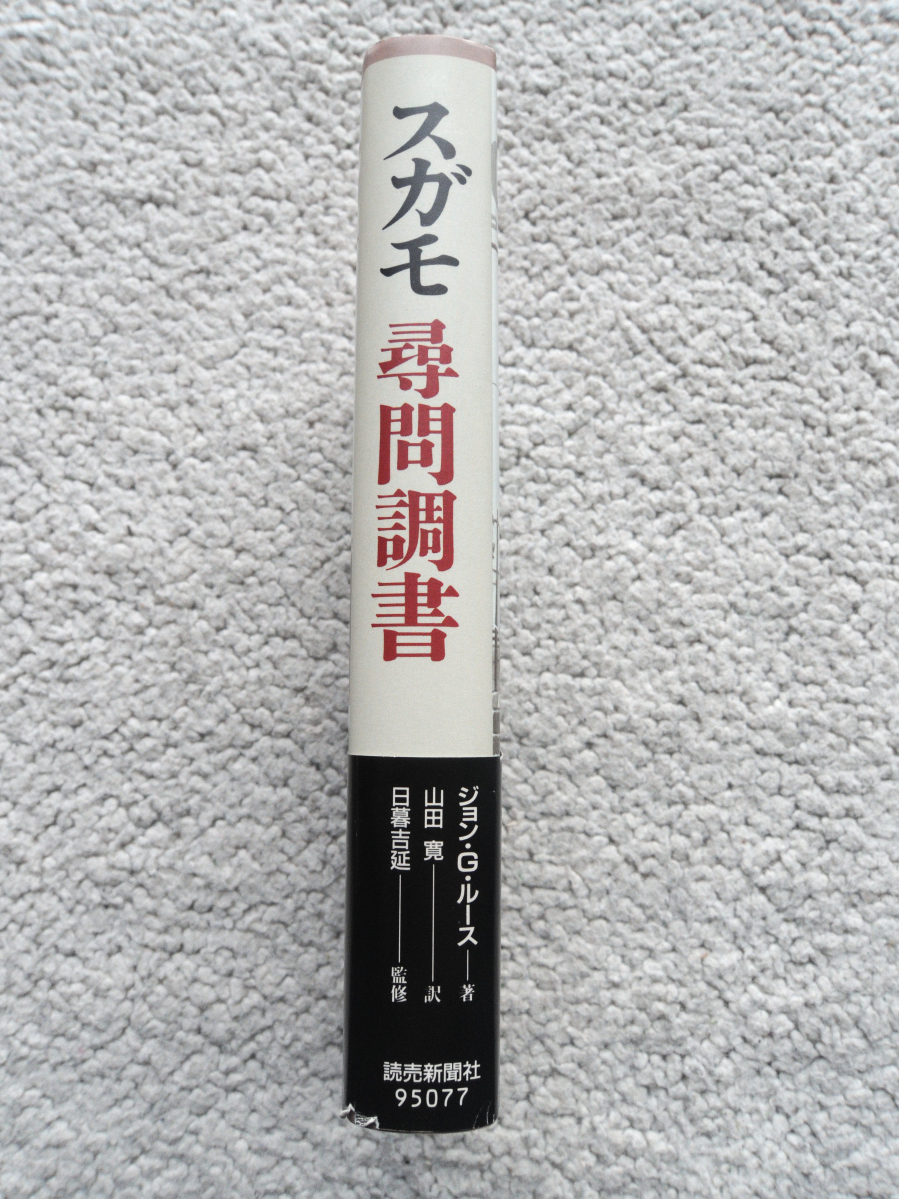 スガモ
尋問調書
ジョン・G・ルース――著
山田 寛――訳
日暮吉延――監修
読売新聞社
95077